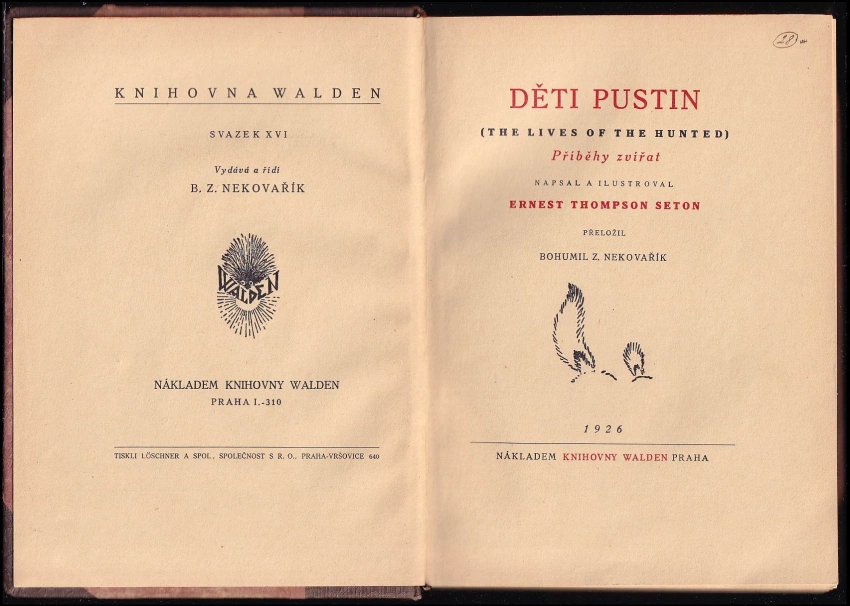 KNIHOVNA WALDEN
SVAZEK XVI
Vydává a řídí
B. Z. NEKOVAŘÍK
WALDEN
NÁKLADEM KNIHOVNY WALDEN
PRAHA I.-310
TISKLI LÖSCHNER A SPOL., SPOLEČNOST S R. O., PRAHA-VRŠOVICE 640
28
DĚTI PUSTIN
(THE LIVES OF THE HUNTED)
Příběhy zvířat
NAPSAL A ILUSTROVAL
ERNEST THOMPSON SETON
PŘELOŽIL
BOHUMIL Z. NEKOVAŘÍK
1926
NÁKLADEM KNIHOVNY WALDEN PRAHA